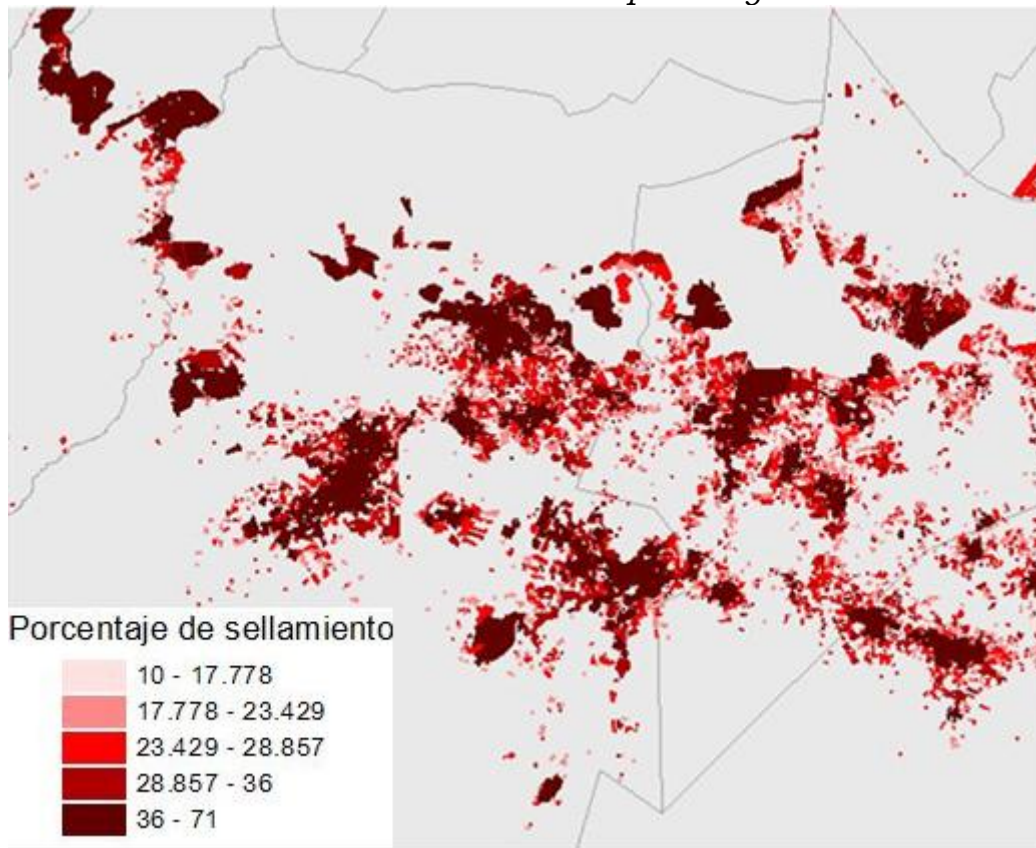 Porcentaje de sellamiento
10 - 17.778
17.778 - 23.429
23.429 - 28.857
28.857 - 36
36 - 71